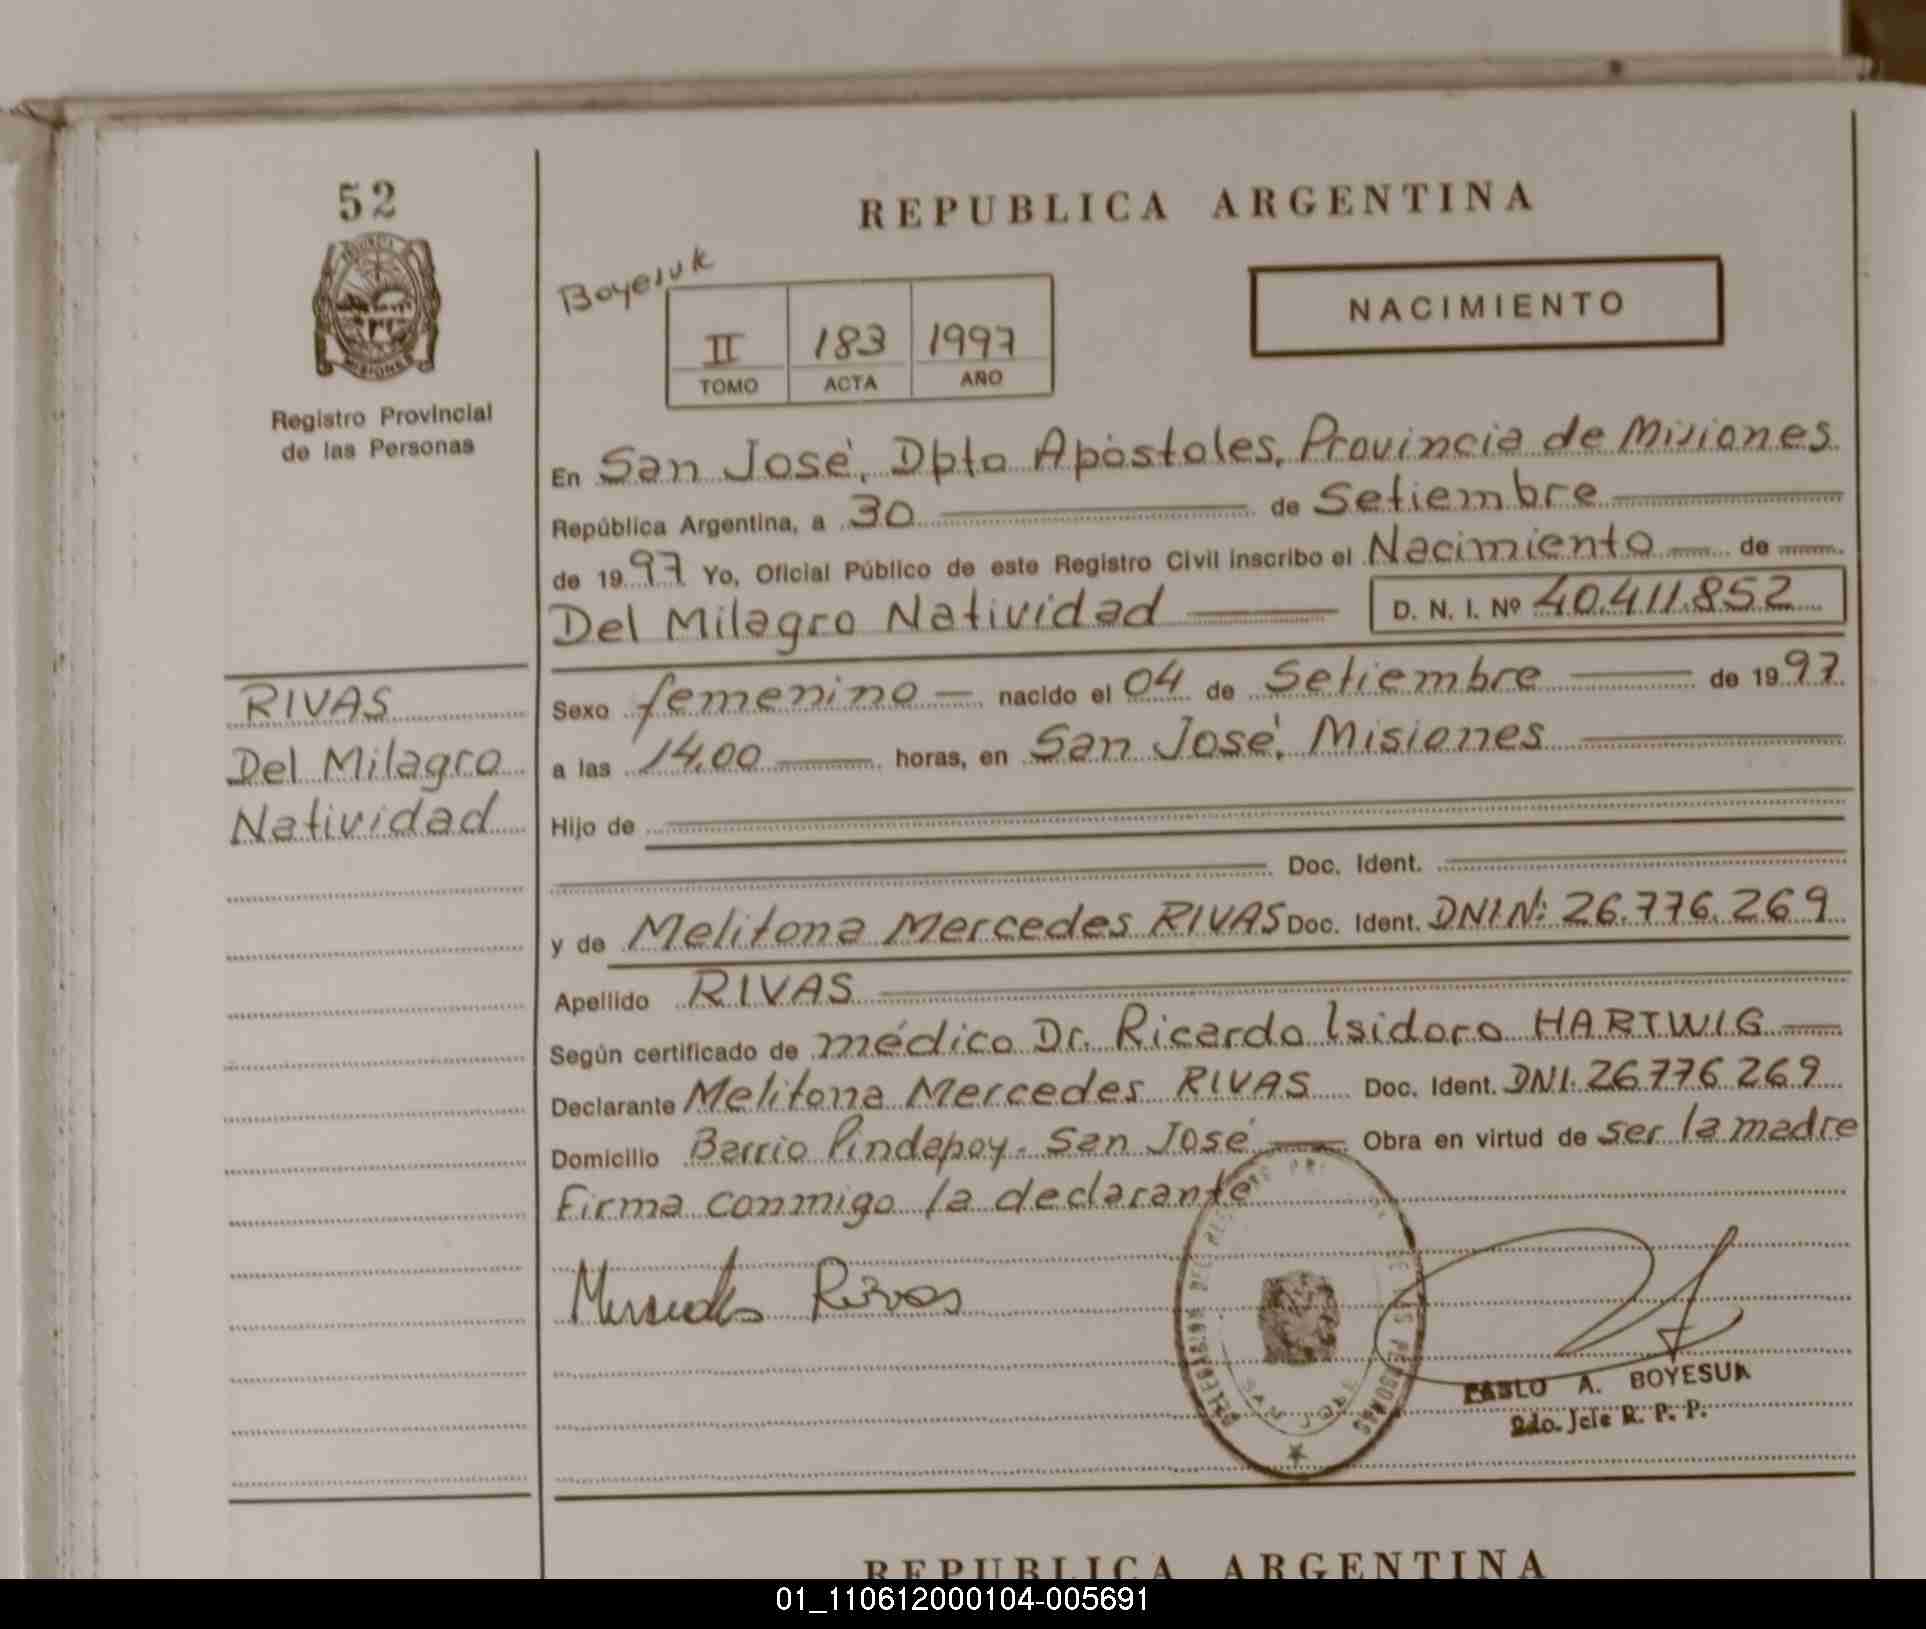 52
Registro Provincial
de las Personas
REPUBLICA ARGENTINA
Boyesuk
II 183 1997
TOMO ACTA AÑO
NACIMIENTO
En San José, Dpto Apóstoles, Provincia de Misiones
República Argentina, a 30 de Setiembre
de 1997 Yo, Oficial Público de este Registro Civil inscribo el Nacimiento de
Del Milagro Natividad D. N. I. Nº 40.411.852
RIVAS
Del Milagro
Natividad
Sexo femenino nacido el 04 de Setiembre de 1997
a las 14,00 horas, en San José, Misiones
Hijo de
Doc. Ident.
y de Melitona Mercedes RIVAS Doc. Ident. DNI Nº: 26.776.269
Apellido RIVAS
Según certificado de médico Dr. Ricardo Isidoro HARTWIG
Declarante Melitona Mercedes RIVAS Doc. Ident. DNI. 26.776.269
Domicilio Barrio Pindapoy. San José Obra en virtud de ser la madre
Firma conmigo la declarante
Mercedes Rivas
SAN JOSE
PABLO A. BOYESUK
2do. Jefe R. P. P.
REPUBLICA ARGENTINA
01_110612000104-005691